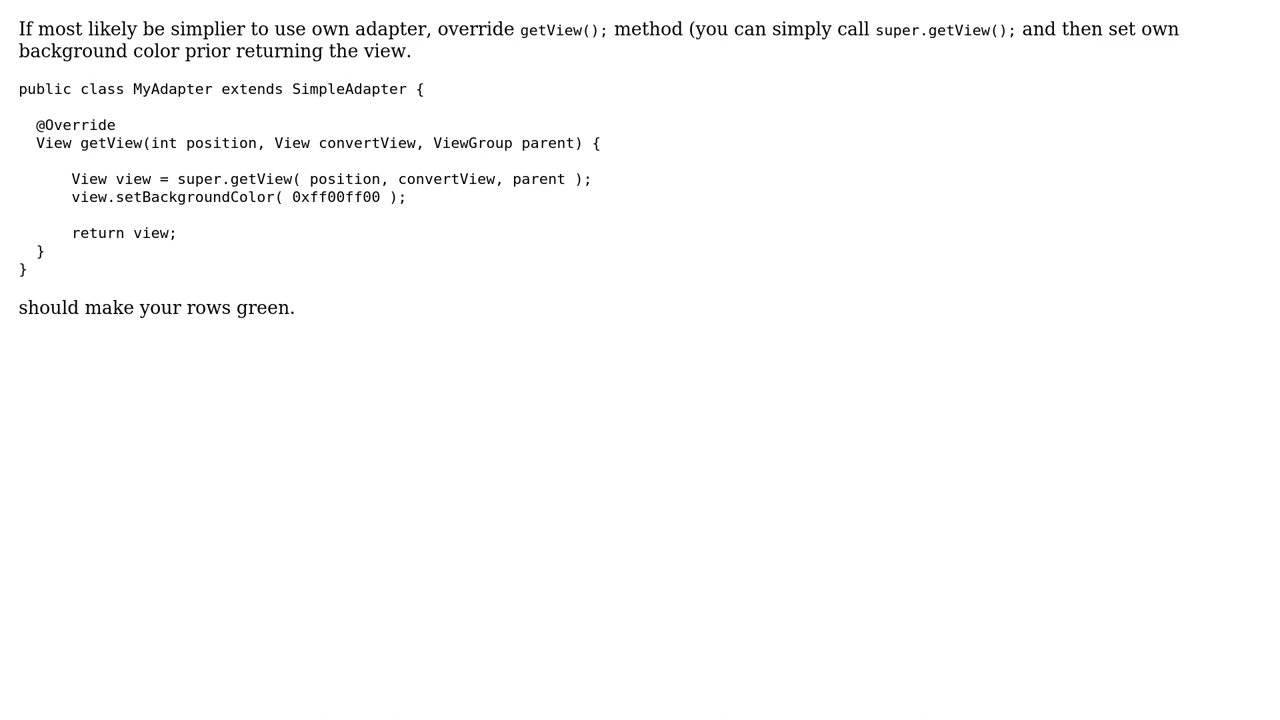 If most likely be simplier to use own adapter, override getView(); method (you can simply call super.getView(); and then set own
background color prior returning the view.
public class MyAdapter extends SimpleAdapter {
  @Override
  View getView(int position, View convertView, ViewGroup parent) {
      View view = super.getView( position, convertView, parent );
      view.setBackgroundColor( 0xff00ff00 );
      return view;
  }
}
should make your rows green.